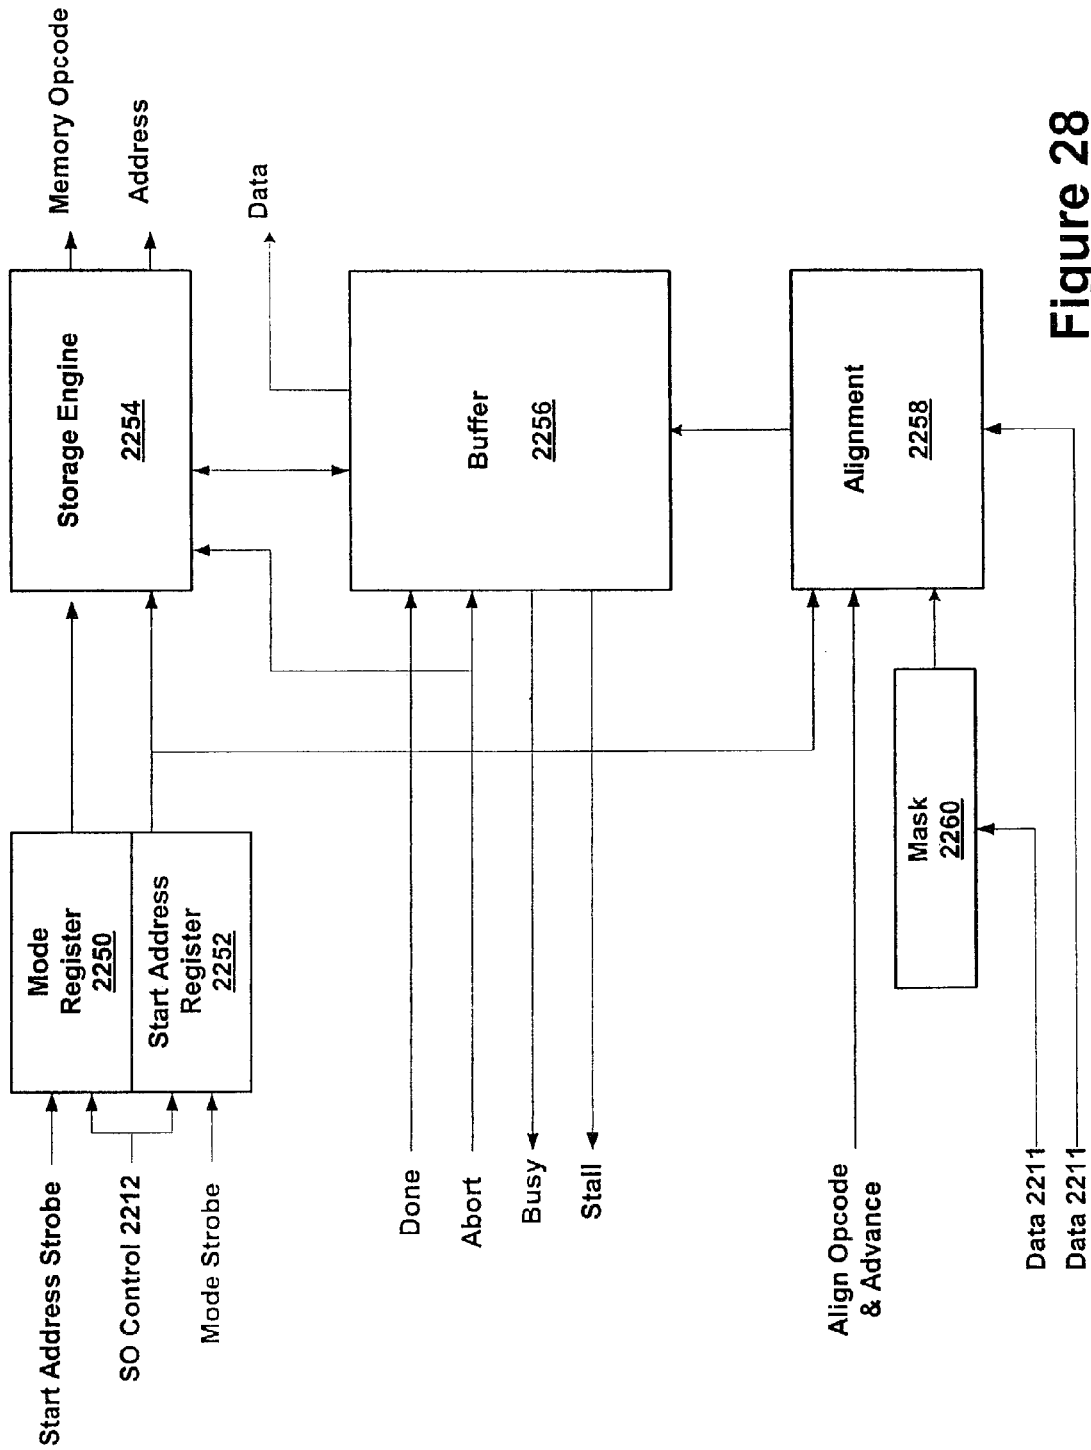 Start Address Strobe
SO Control 2212
Mode Strobe
Mode
Register
2250
Start Address
Register
2252
Storage Engine
2254
Memory Opcode
Address
Data
Done
Abort
Busy
Stall
Buffer
2256
Align Opcode
& Advance
Alignment
2258
Mask
2260
Data 2211
Data 2211
Figure 28